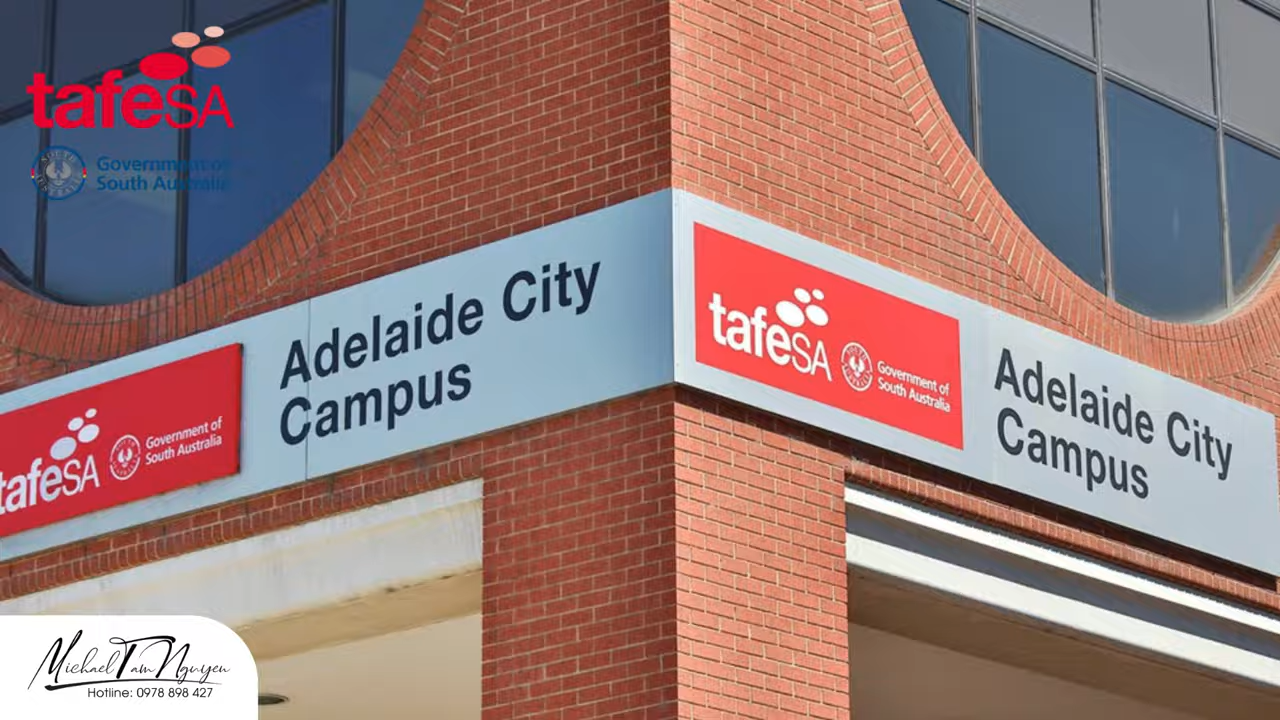 tafeSA
Government of
South Australia
Adelaide City
Campus
tafeSA
Government of
South Australia
tafeSA
Government of
South Australia
Adelaide City
Campus
Michael Tam Nguyen
Hotline: 0978 898 427